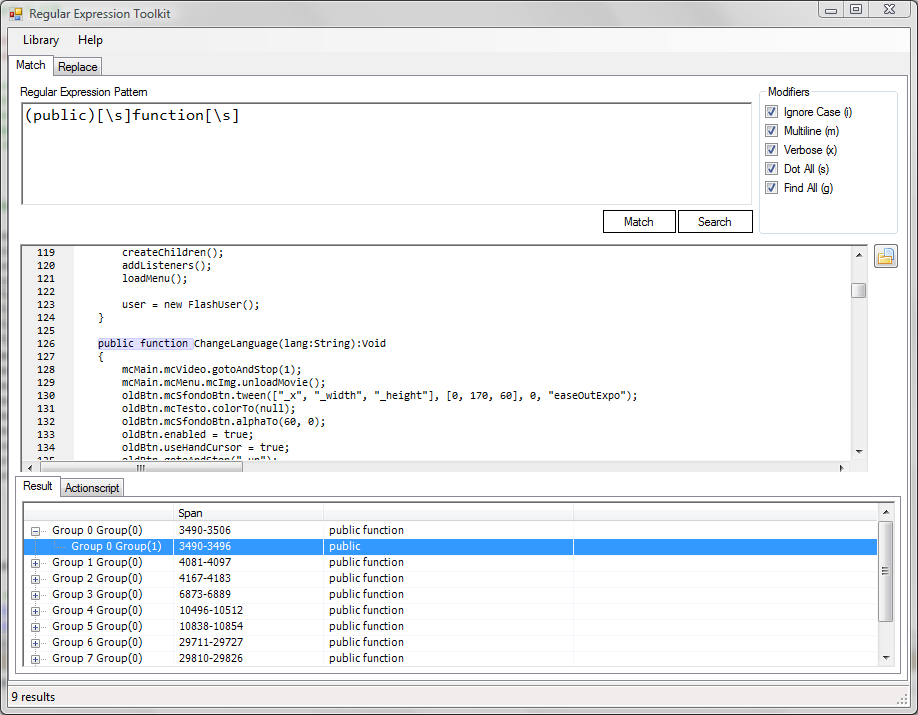 Regular Expression Toolkit
Library Help
Match Replace
Regular Expression Pattern
(public)[\s]function[\s]
Modifiers
Ignore Case (i)
Multiline (m)
Verbose (x)
Dot All (s)
Find All (g)
Match Search
119 createChildren();
120 addListeners();
121 loadMenu();
122
123 user = new FlashUser();
124 }
125
126 public function ChangeLanguage(lang:String):Void
127 {
128 mcMain.mcVideo.gotoAndStop(1);
129 mcMain.mcMenu.mcImg.unloadMovie();
130 oldBtn.mcSfondoBtn.tween(["_x", "_width", "_height"], [0, 170, 60], 0, "easeOutExpo");
131 oldBtn.mcTesto.colorTo(null);
132 oldBtn.mcSfondoBtn.alphaTo(60, 0);
133 oldBtn.enabled = true;
134 oldBtn.useHandCursor = true;
135 oldBtn.gotoAndStop("_up");
Result Actionscript
Span
Group 0 Group(0) 3490-3506 public function
Group 0 Group(1) 3490-3496 public
Group 1 Group(0) 4081-4097 public function
Group 2 Group(0) 4167-4183 public function
Group 3 Group(0) 6873-6889 public function
Group 4 Group(0) 10496-10512 public function
Group 5 Group(0) 10838-10854 public function
Group 6 Group(0) 29711-29727 public function
Group 7 Group(0) 29810-29826 public function
9 results